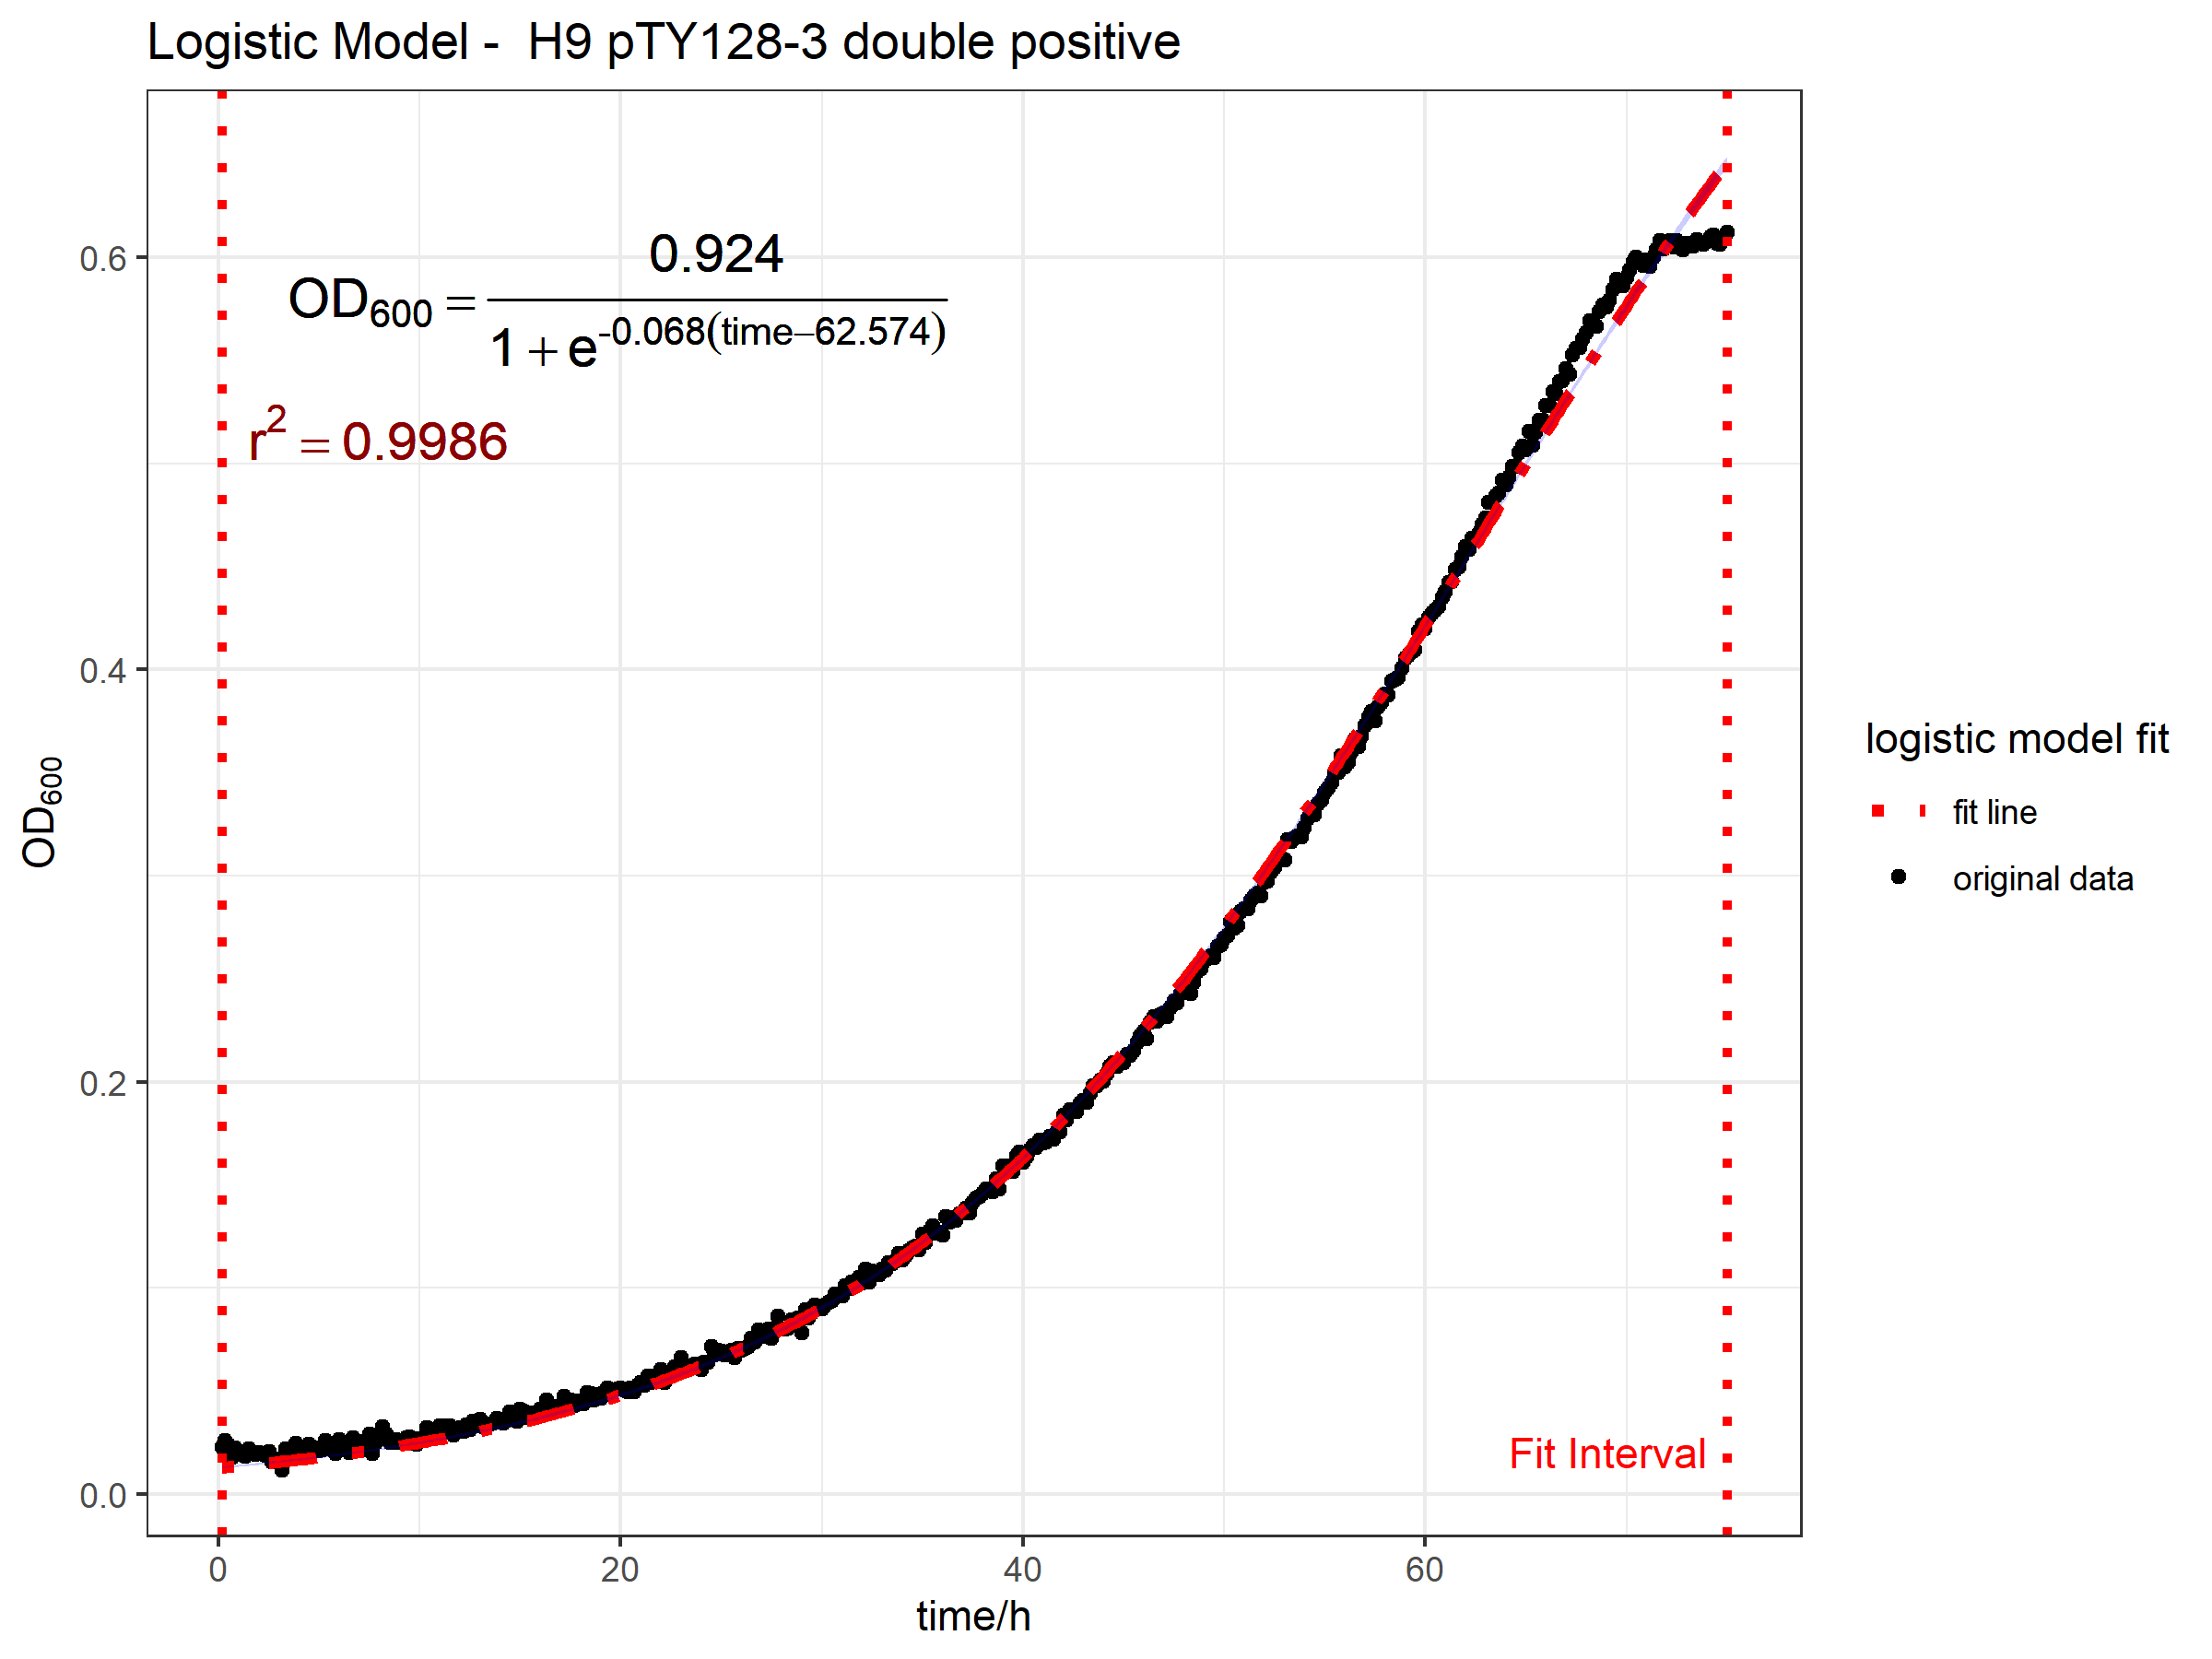 Logistic Model -  H9 pTY128-3 double positive
OD600 = 0.924 / 1 + e^-0.068(time−62.574)
r² = 0.9986
0.6
0.4
0.2
0.0
OD600
Fit Interval
0 20 40 60
time/h
logistic model fit
fit line
original data